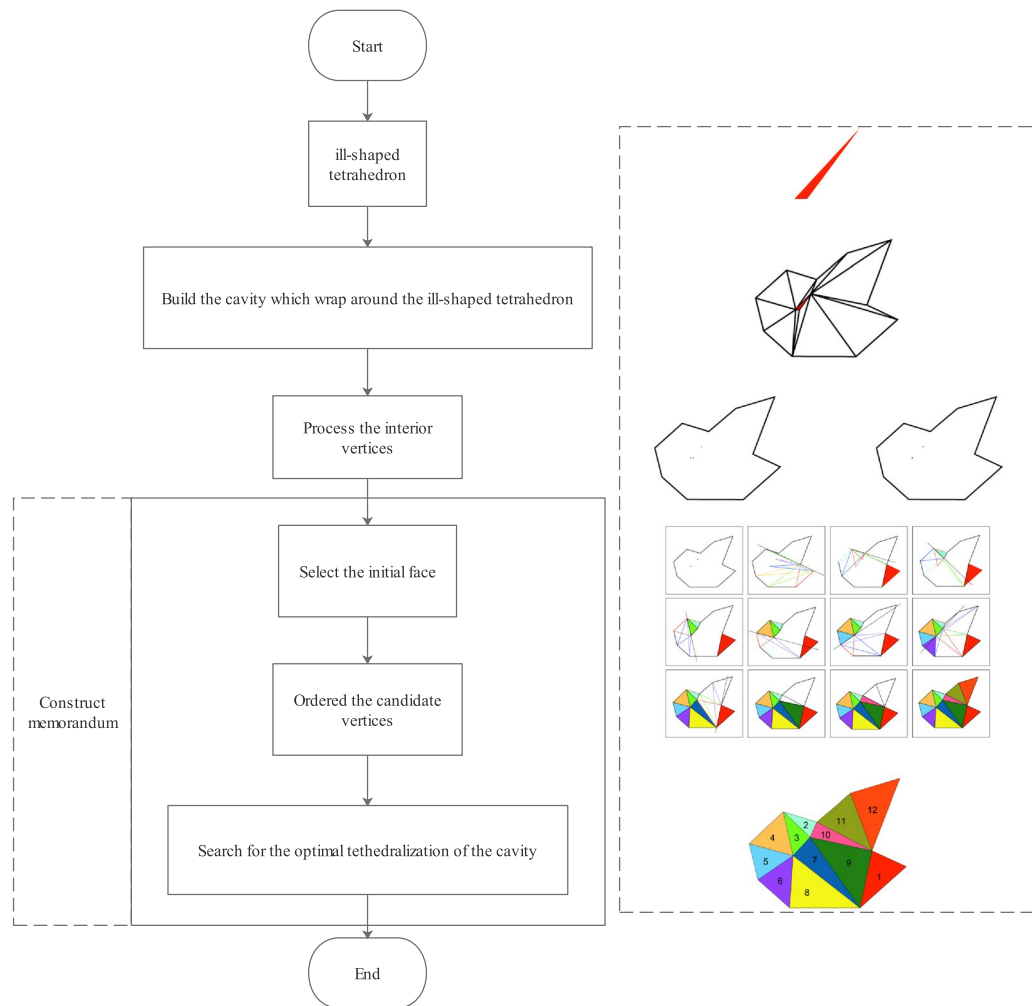 Start
ill-shaped
tetrahedron
Build the cavity which wrap around the ill-shaped tetrahedron
Process the interior
vertices
Construct
memorandum
Select the initial face
Ordered the candidate
vertices
Search for the optimal tethedralization of the cavity
End
12
11
2
10
3
4
5
7
9
6
8
1